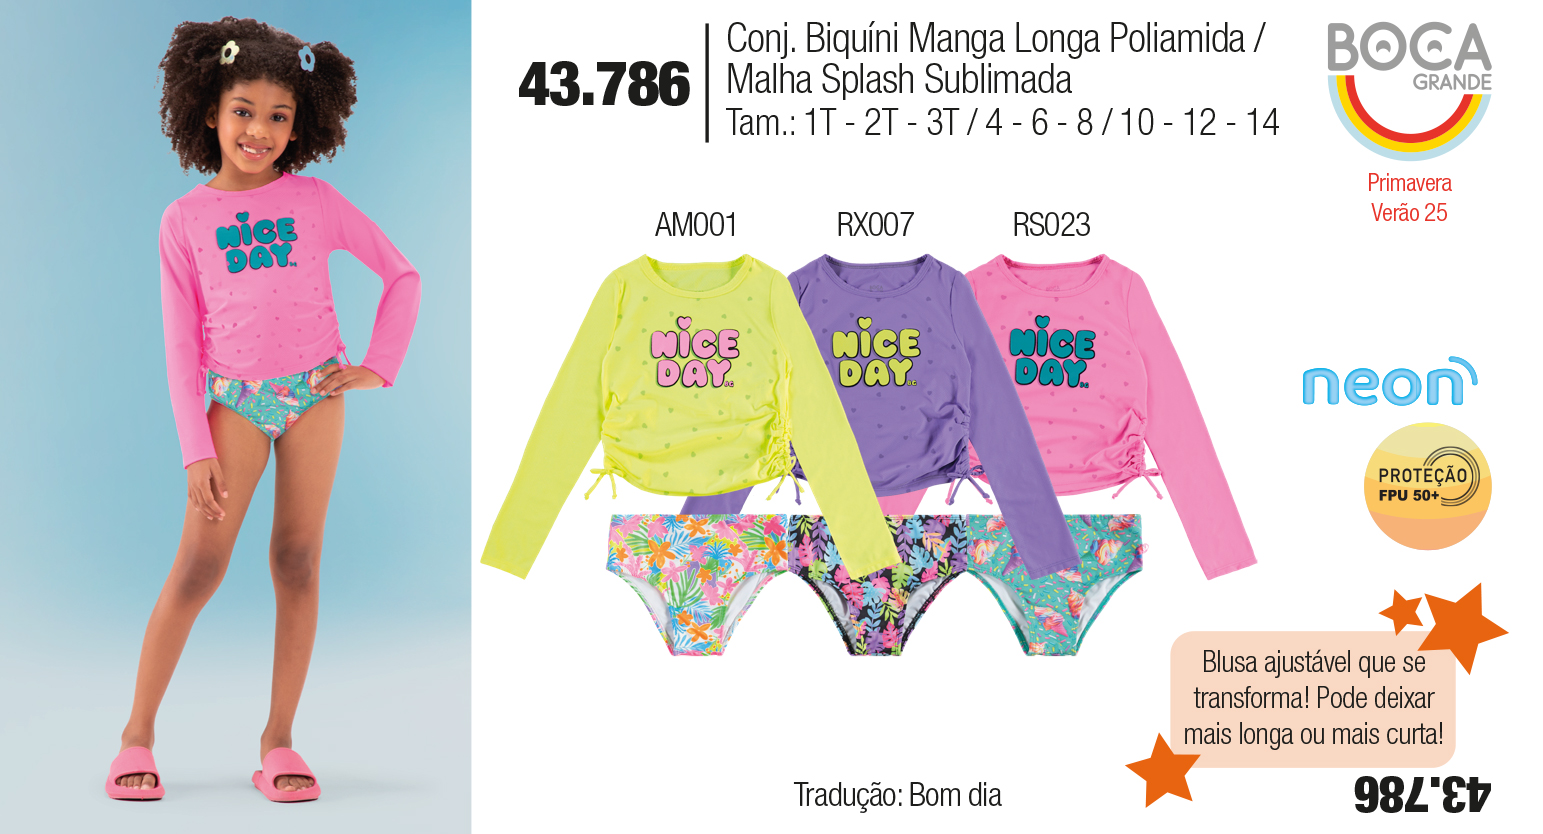 43.786
Conj. Biquíni Manga Longa Poliamida /
Malha Splash Sublimada
Tam.: 1T - 2T - 3T / 4 - 6 - 8 / 10 - 12 - 14
BOCA
GRANDE
Primavera
Verão 25
AM001
RX007
RS023
NiCE
DAY
NiCE
DAY
BG
NiCE
DAY
BG
NiCE
DAY
BG
neon
PROTEÇÃO
FPU 50+
Blusa ajustável que se
transforma! Pode deixar
mais longa ou mais curta!
Tradução: Bom dia
43.786